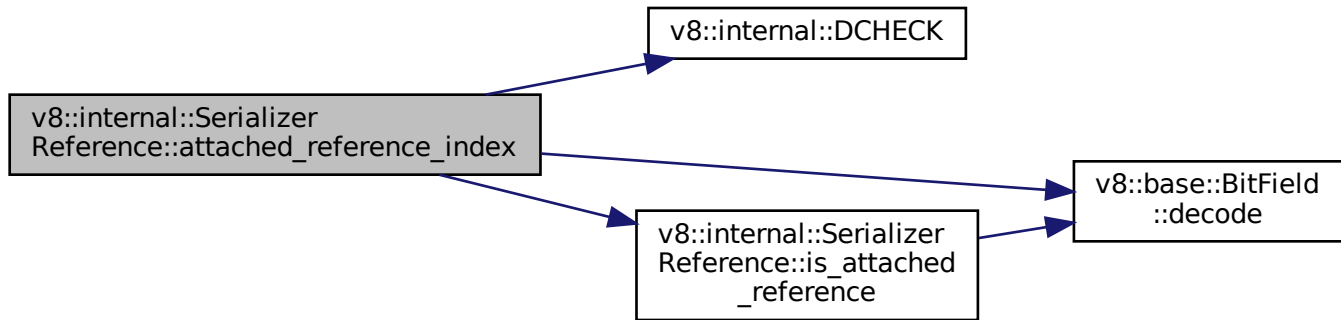 v8::internal::DCHECK
v8::internal::Serializer
Reference::attached_reference_index
v8::base::BitField
::decode
v8::internal::Serializer
Reference::is_attached
_reference